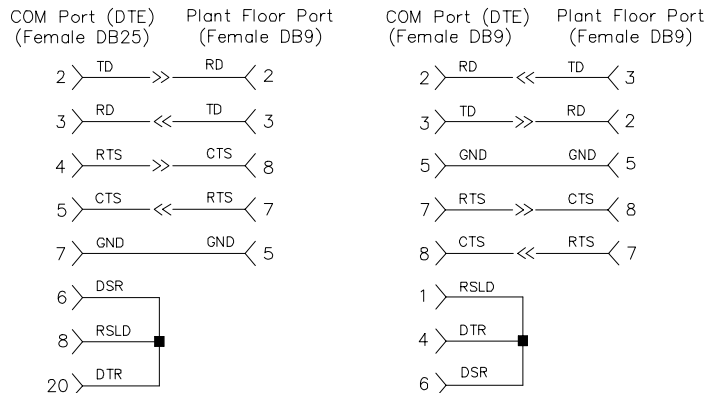 COM Port (DTE) Plant Floor Port
(Female DB25) (Female DB9)
2 TD RD 2
3 RD TD 3
4 RTS CTS 8
5 CTS RTS 7
7 GND GND 5
6 DSR
8 RSLD
20 DTR
COM Port (DTE) Plant Floor Port
(Female DB9) (Female DB9)
2 RD TD 3
3 TD RD 2
5 GND GND 5
7 RTS CTS 8
8 CTS RTS 7
1 RSLD
4 DTR
6 DSR